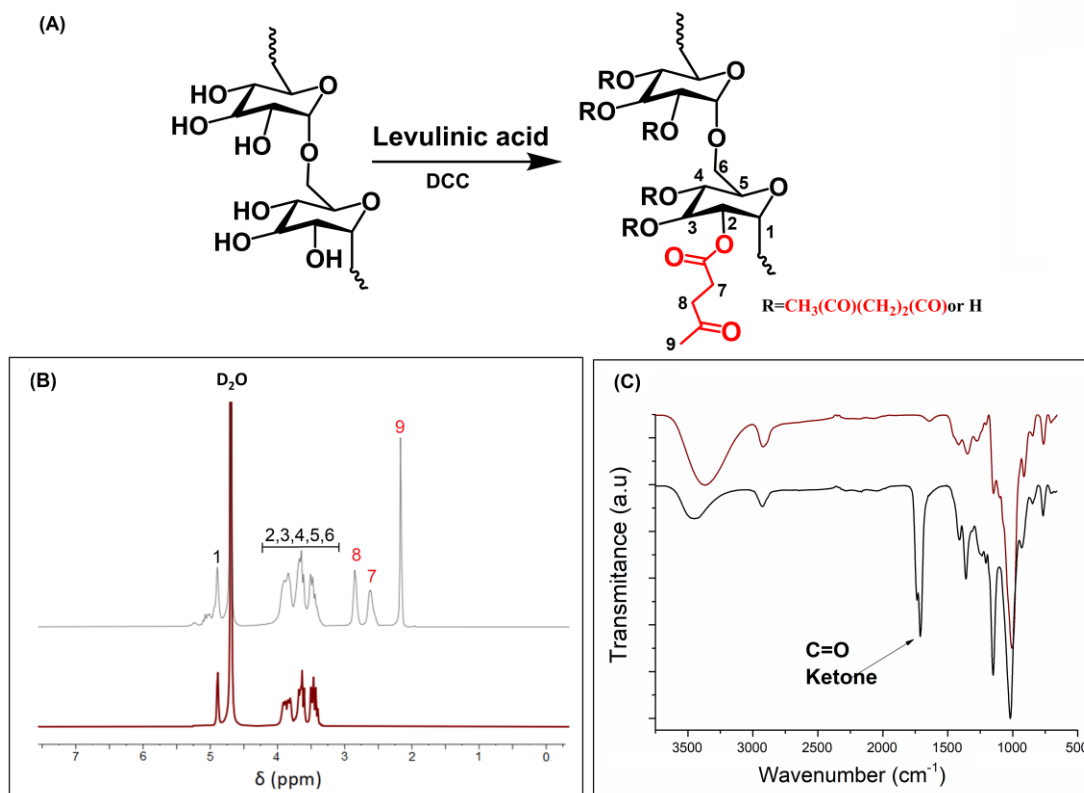 (A)
HO
HO
HO
O
O
HO
HO
OH
O
Levulinic acid
DCC
RO
RO
RO
O
O
6
4
5
RO
RO
O
3
2
1
O
O
7
8
9
O
R=CH₃(CO)(CH₂)₂(CO)or H
(B)
D₂O
9
2,3,4,5,6
1
8
7
7
6
5
4
3
2
1
0
δ (ppm)
(C)
Transmitance (a.u)
C=O
Ketone
3500 3000 2500 2000 1500 1000 500
Wavenumber (cm⁻¹)